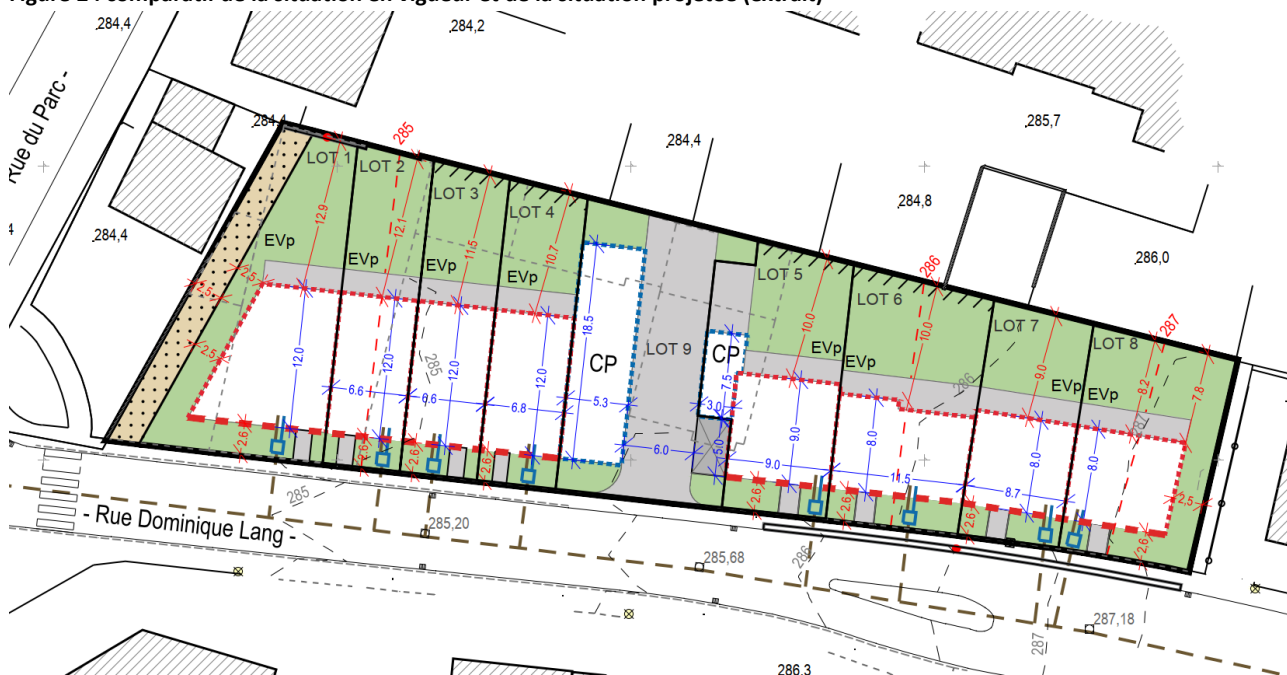 Figure 2 : comparatif de la situation en vigueur et de la situation projetée (extrait)
284,4
284,2
Rue du Parc -
284,4
285
284,4
285,7
LOT 1
LOT 2
LOT 3
LOT 4
12.9
12.1
11.5
10.7
284,8
4
284,4
EVp
EVp
EVp
EVp
286,0
LOT 5
LOT 6
LOT 7
LOT 8
286
287
2.5
2.5
2.5
18.5
CP
LOT 9
CP
10.0
10.0
9.0
8.2
7.8
EVp
EVp
EVp
EVp
286
287
12.0
12.0
12.0
12.0
285
6.6
6.6
6.8
5.3
7.5
3.0
9.0
8.0
8.0
8.0
2.6
2.6
2.6
2.6
6.0
5.0
9.0
11.5
8.7
2.5
2.6
2.6
2.6
2.6
285
- Rue Dominique Lang -
285,20
285,68
286
287,18
287
286,3